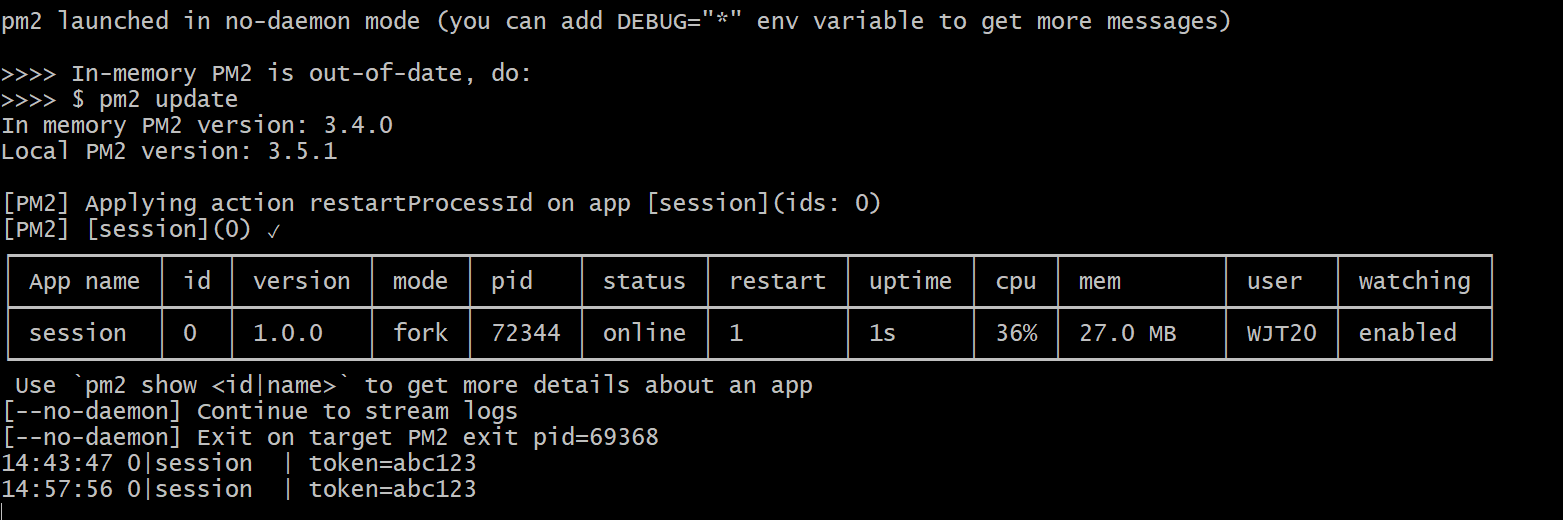 pm2 launched in no-daemon mode (you can add DEBUG="*" env variable to get more messages)
>>>> In-memory PM2 is out-of-date, do:
>>>> $ pm2 update
In memory PM2 version: 3.4.0
Local PM2 version: 3.5.1
[PM2] Applying action restartProcessId on app [session](ids: 0)
[PM2] [session](0) ✓
App name │ id │ version │ mode │ pid │ status │ restart │ uptime │ cpu │ mem │ user │ watching
session │ 0 │ 1.0.0 │ fork │ 72344 │ online │ 1 │ 1s │ 36% │ 27.0 MB │ WJT20 │ enabled
Use `pm2 show <id|name>` to get more details about an app
[--no-daemon] Continue to stream logs
[--no-daemon] Exit on target PM2 exit pid=69368
14:43:47 0|session  | token=abc123
14:57:56 0|session  | token=abc123